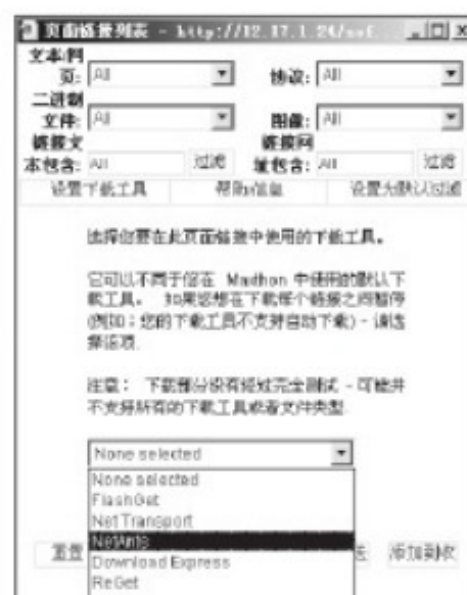 页面链接列表 - http://12.17.1.24/
文本/网
页: All 协议: All
二进制
文件: All 图像: All
链接文 链接网
本包含: All 过滤 址包含: All 过滤
设置下载工具 帮助/信息 设置为默认过滤
选择您要在此页面链接中使用的下载工具。
它可以不同于您在 Maxthon 中使用的默认下
载工具。 如果您想在下载每个链接之间暂停
(例如:您的下载工具不支持自动下载) - 请选
择该项.
注意: 下载部分没有经过完全测试 - 可能并
不支持所有的下载工具或者文件类型.
None selected
None selected
FlashGet
Net Transport
NetAnts
重置 选 添加到收
Download Express
ReGet